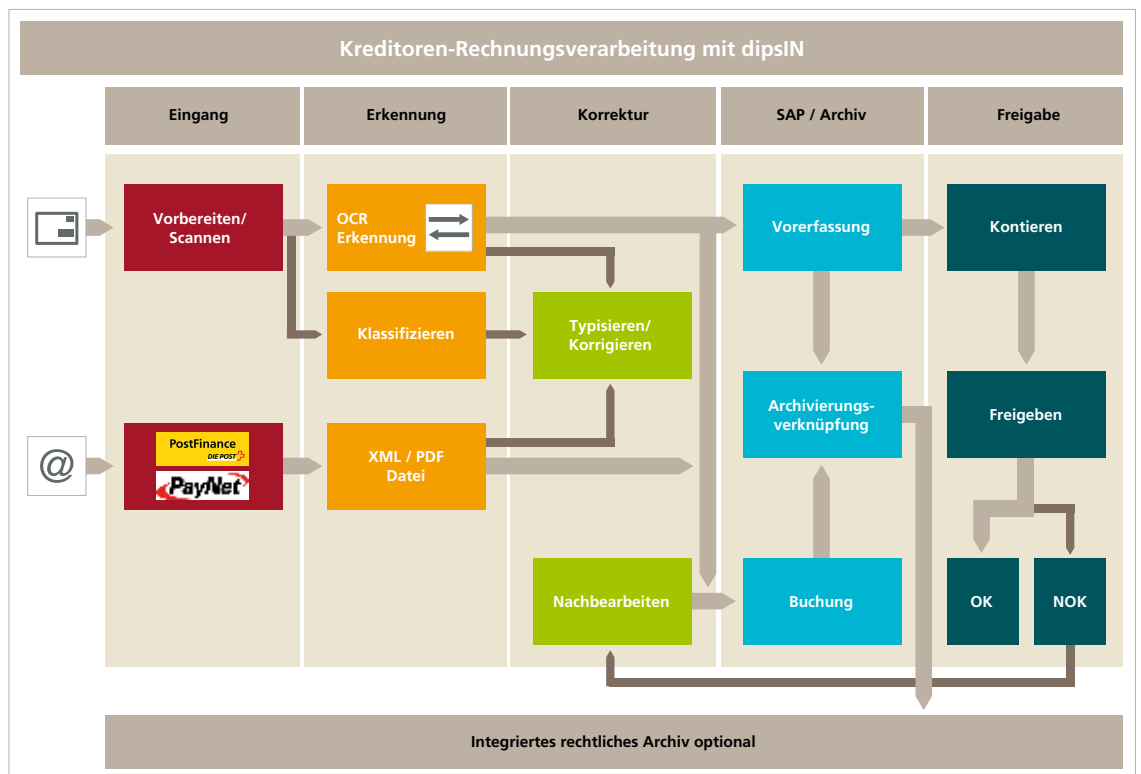 Kreditoren-Rechnungsverarbeitung mit dipsIN
Eingang
Erkennung
Korrektur
SAP / Archiv
Freigabe
Vorbereiten/
Scannen
OCR
Erkennung
Vorerfassung
Kontieren
Klassifizieren
Typisieren/
Korrigieren
Archivierungs-
verknüpfung
Freigeben
@
PostFinance
DIE POST
PayNet
XML / PDF
Datei
Nachbearbeiten
Buchung
OK
NOK
Integriertes rechtliches Archiv optional